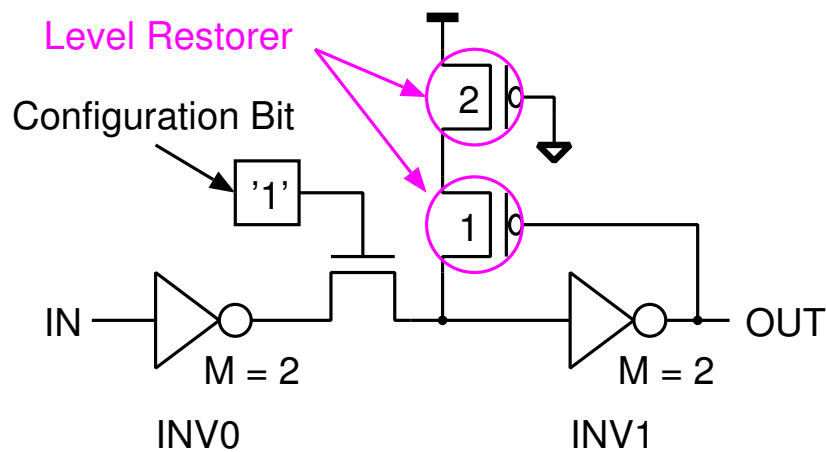 Level Restorer
2
Configuration Bit
'1'
1
IN
OUT
M = 2
M = 2
INV0
INV1